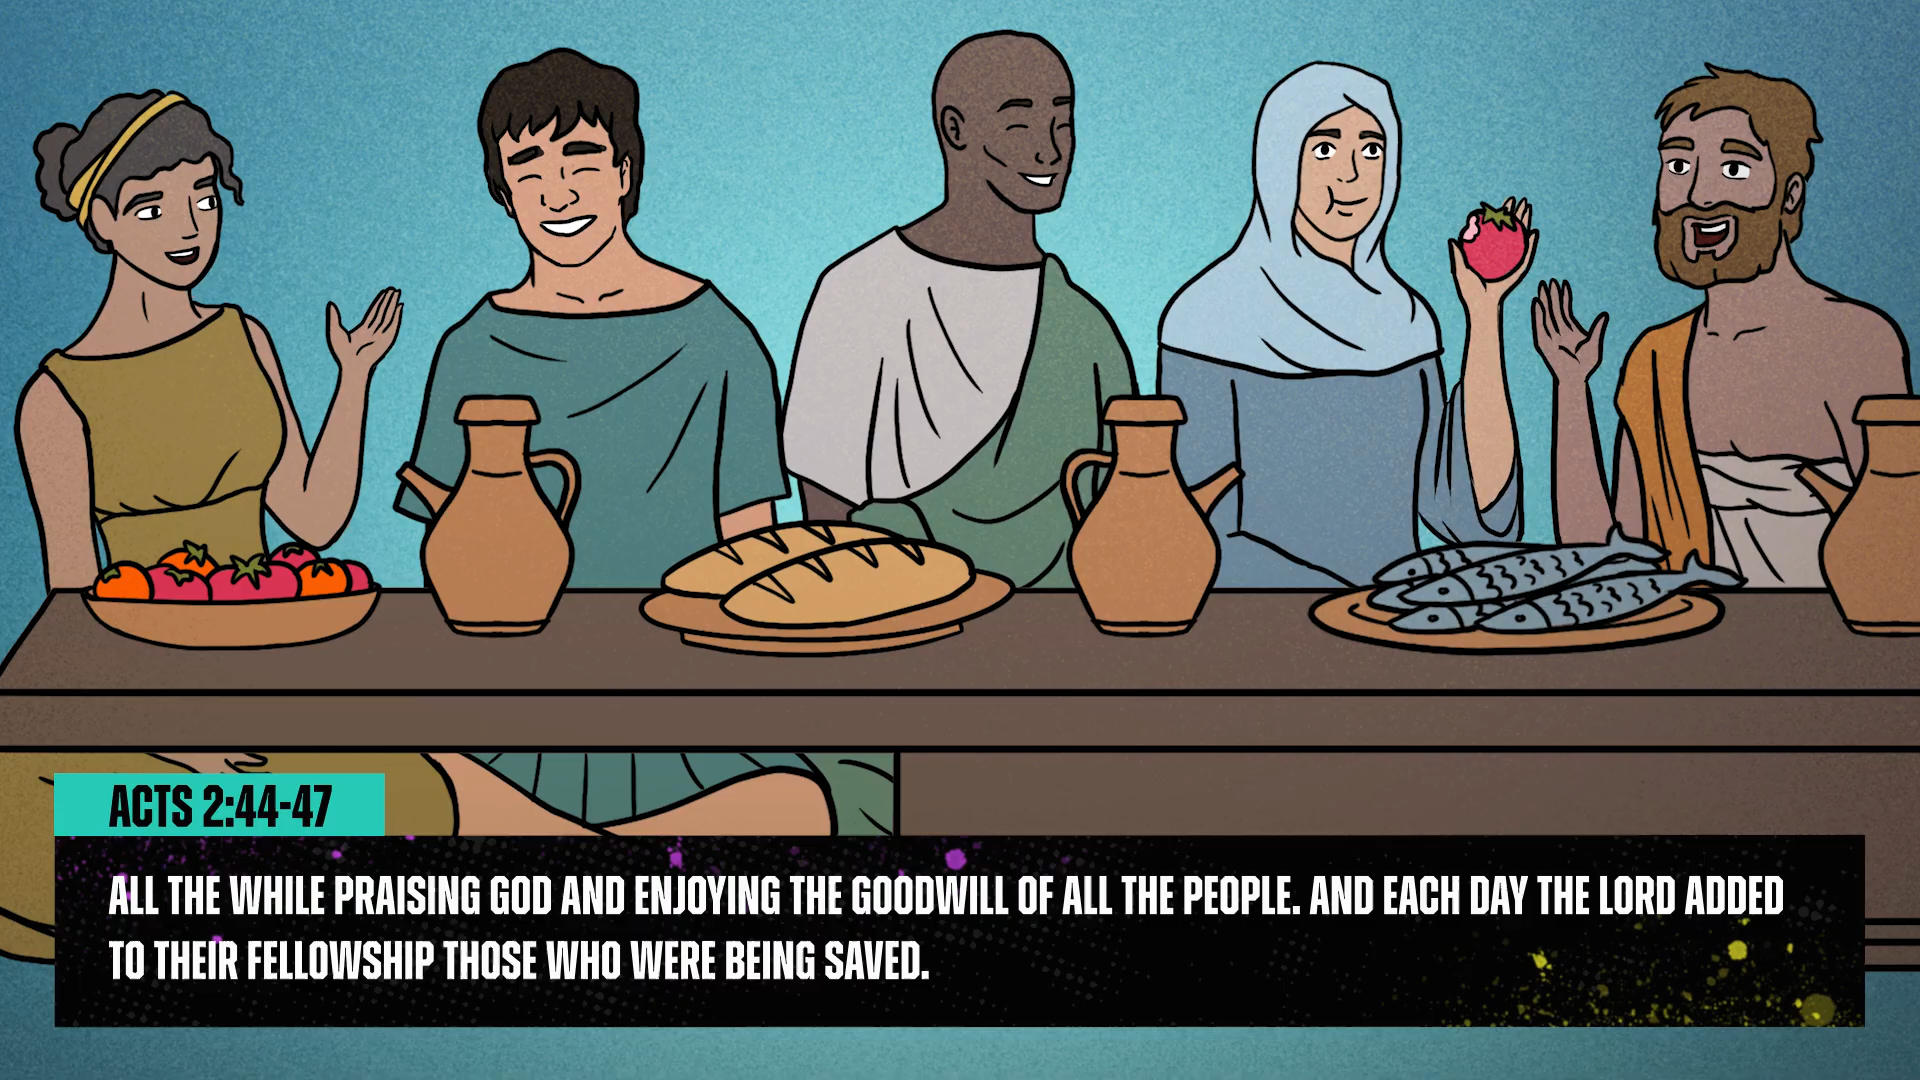 ACTS 2:44-47
ALL THE WHILE PRAISING GOD AND ENJOYING THE GOODWILL OF ALL THE PEOPLE. AND EACH DAY THE LORD ADDED
TO THEIR FELLOWSHIP THOSE WHO WERE BEING SAVED.